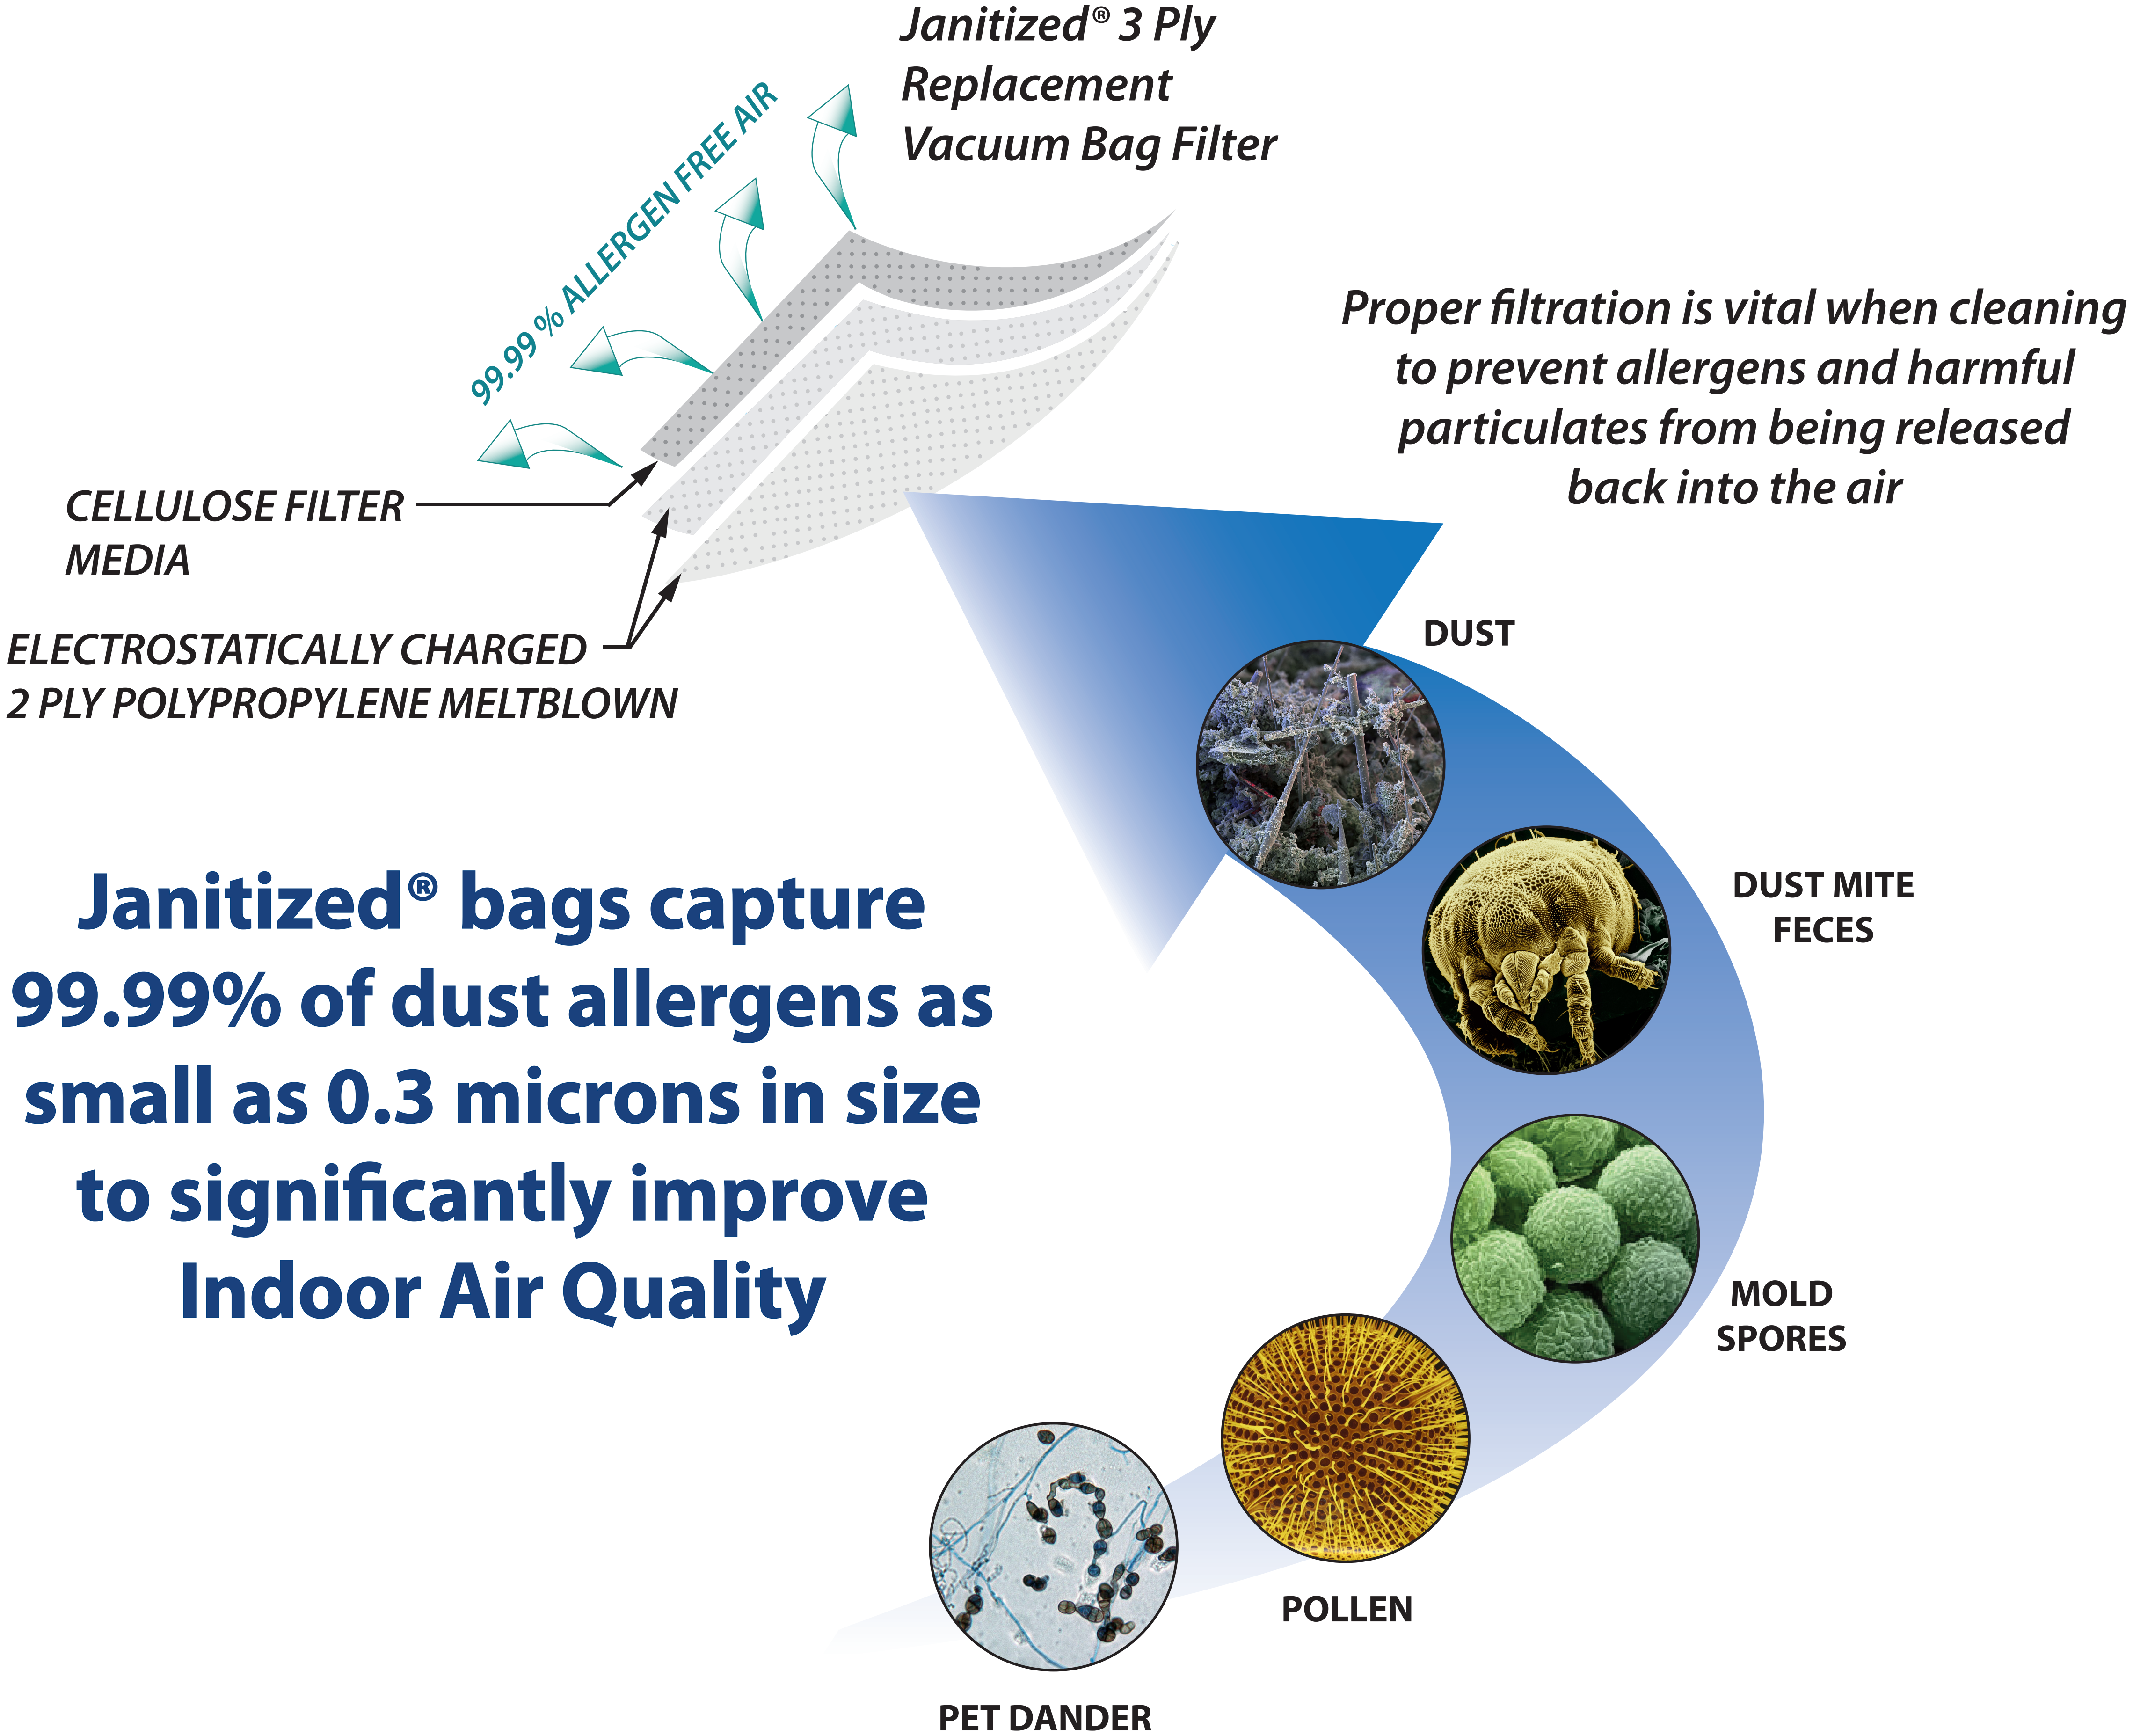 Janitized® 3 Ply
Replacement
Vacuum Bag Filter
99.99 % ALLERGEN FREE AIR
Proper filtration is vital when cleaning
to prevent allergens and harmful
particulates from being released
back into the air
CELLULOSE FILTER
MEDIA
ELECTROSTATICALLY CHARGED
2 PLY POLYPROPYLENE MELTBLOWN
DUST
DUST MITE
FECES
Janitized® bags capture
99.99% of dust allergens as
small as 0.3 microns in size
to significantly improve
Indoor Air Quality
MOLD
SPORES
POLLEN
PET DANDER